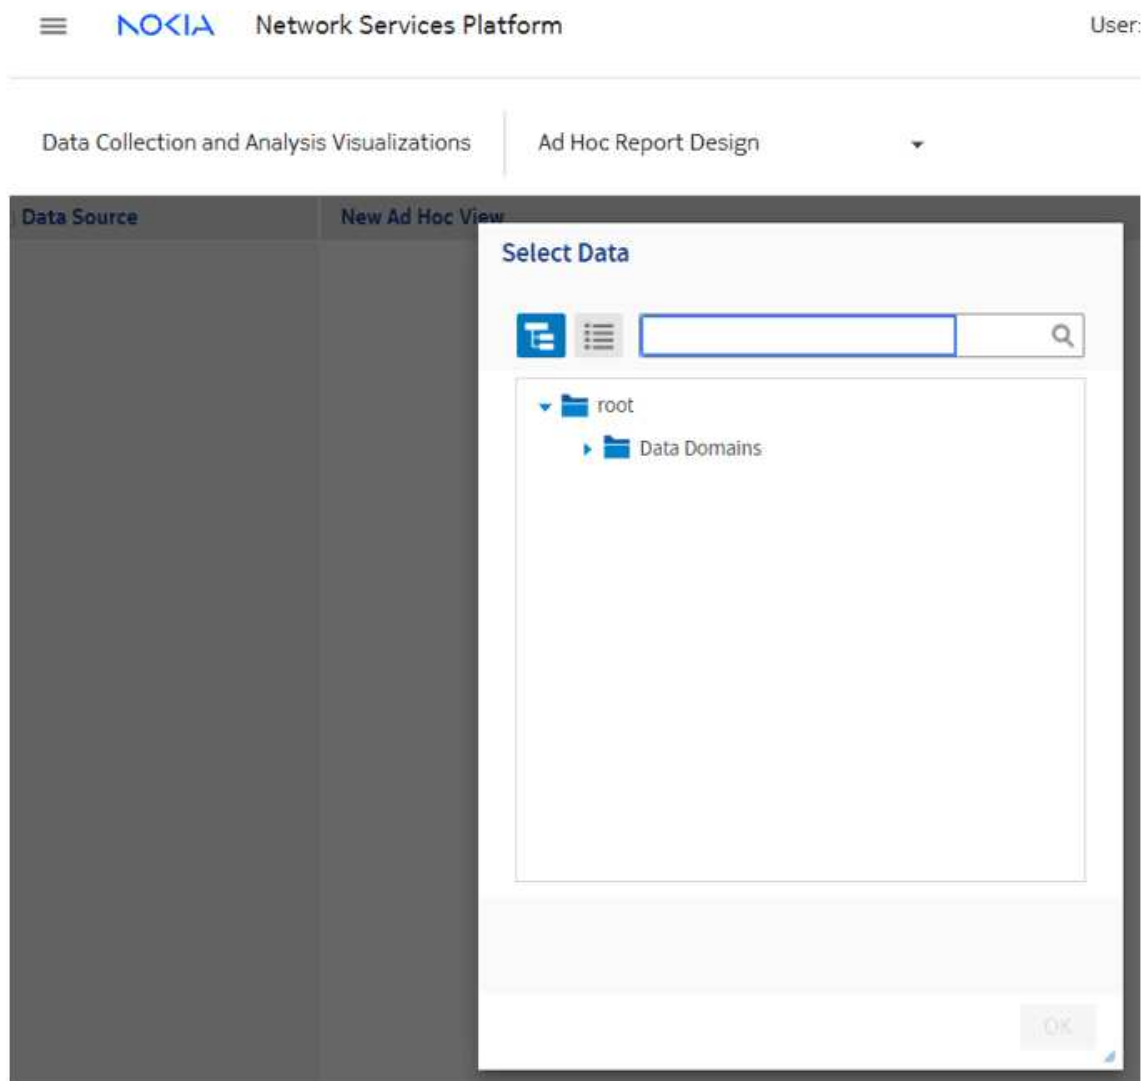 NOKIA Network Services Platform User:
Data Collection and Analysis Visualizations Ad Hoc Report Design
Data Source New Ad Hoc View
Select Data
root
Data Domains
OK